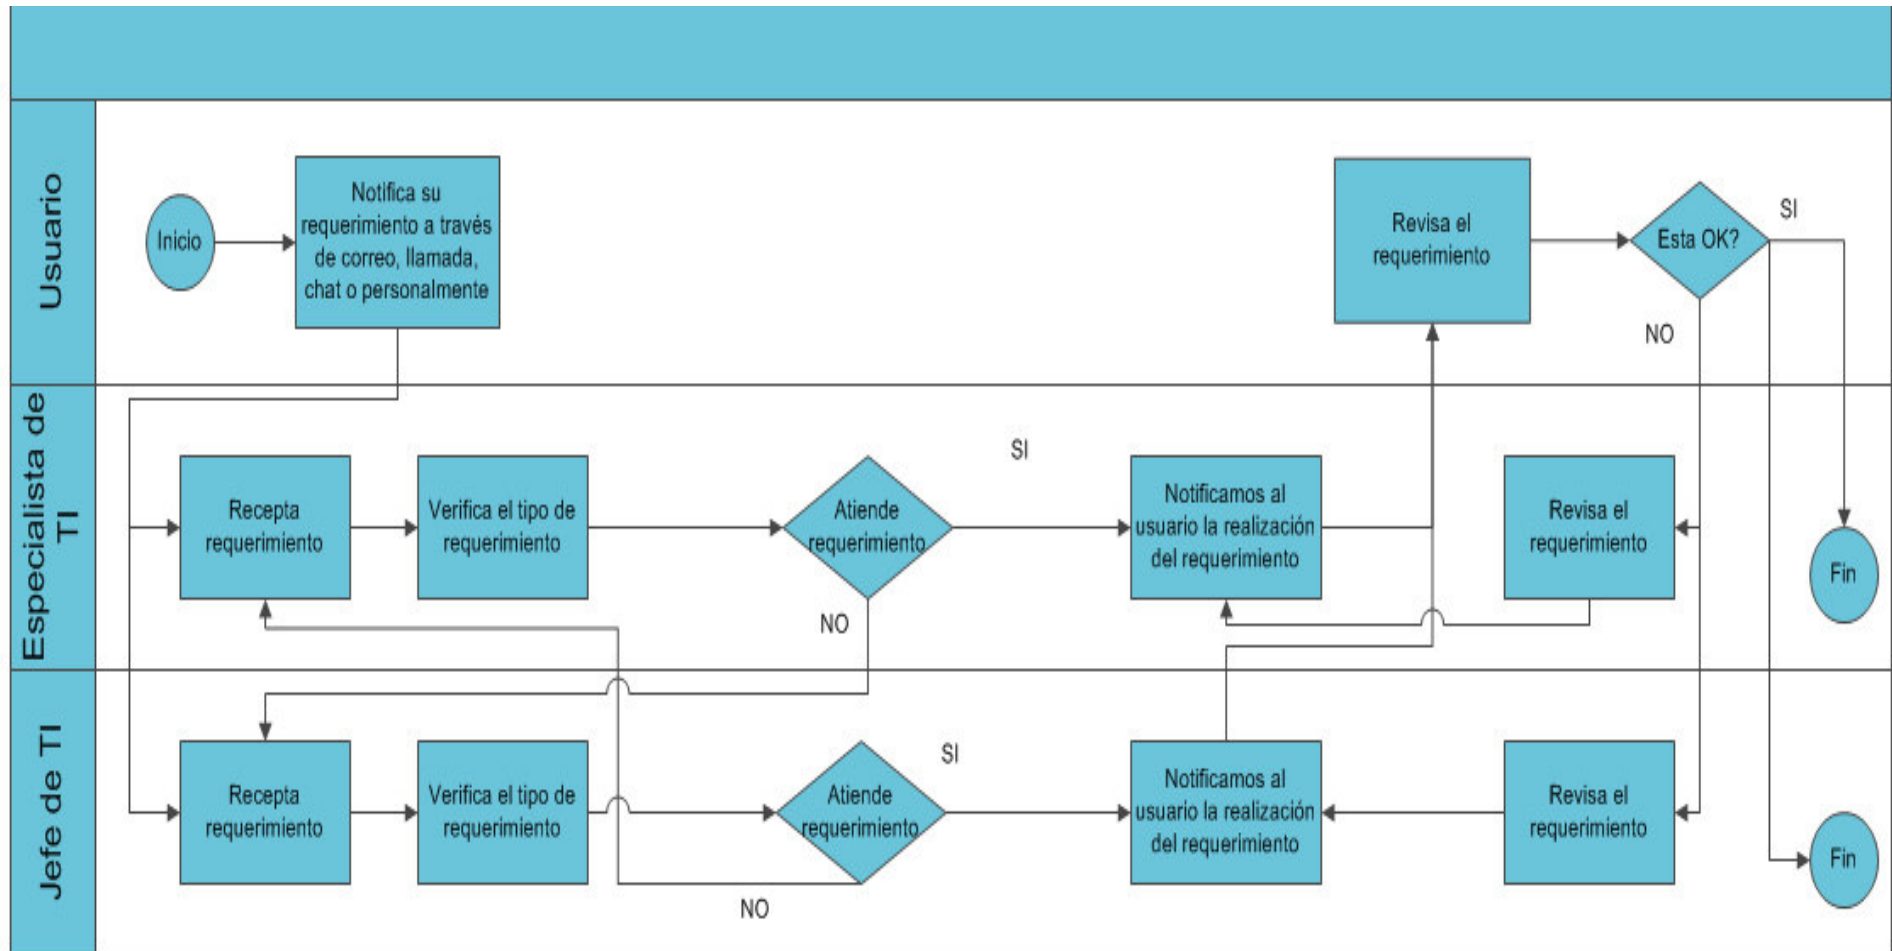 Usuario
Inicio
Notifica su
requerimiento a través
de correo, llamada,
chat o personalmente
Revisa el
requerimiento
Esta OK?
SI
NO
Especialista de
TI
Recepta
requerimiento
Verifica el tipo de
requerimiento
Atiende
requerimiento
SI
NO
Notificamos al
usuario la realización
del requerimiento
Revisa el
requerimiento
Fin
Jefe de TI
Recepta
requerimiento
Verifica el tipo de
requerimiento
Atiende
requerimiento
SI
NO
Notificamos al
usuario la realización
del requerimiento
Revisa el
requerimiento
Fin